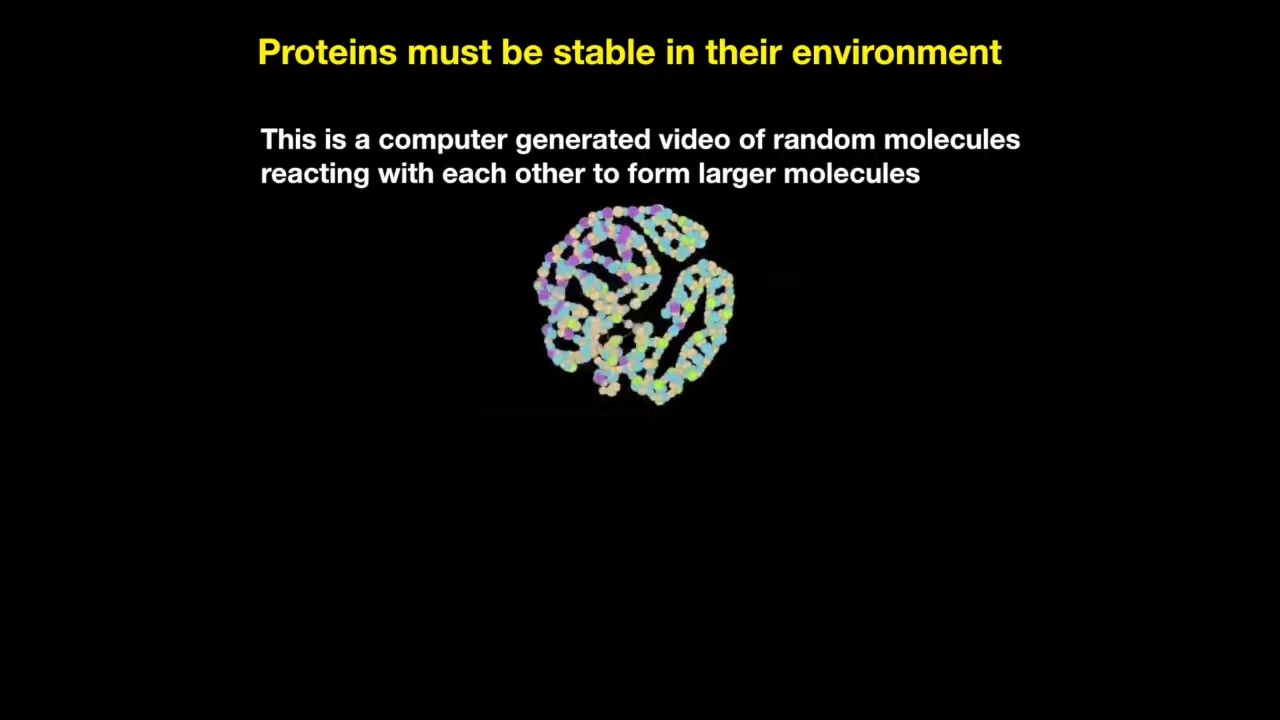 Proteins must be stable in their environment
This is a computer generated video of random molecules
reacting with each other to form larger molecules